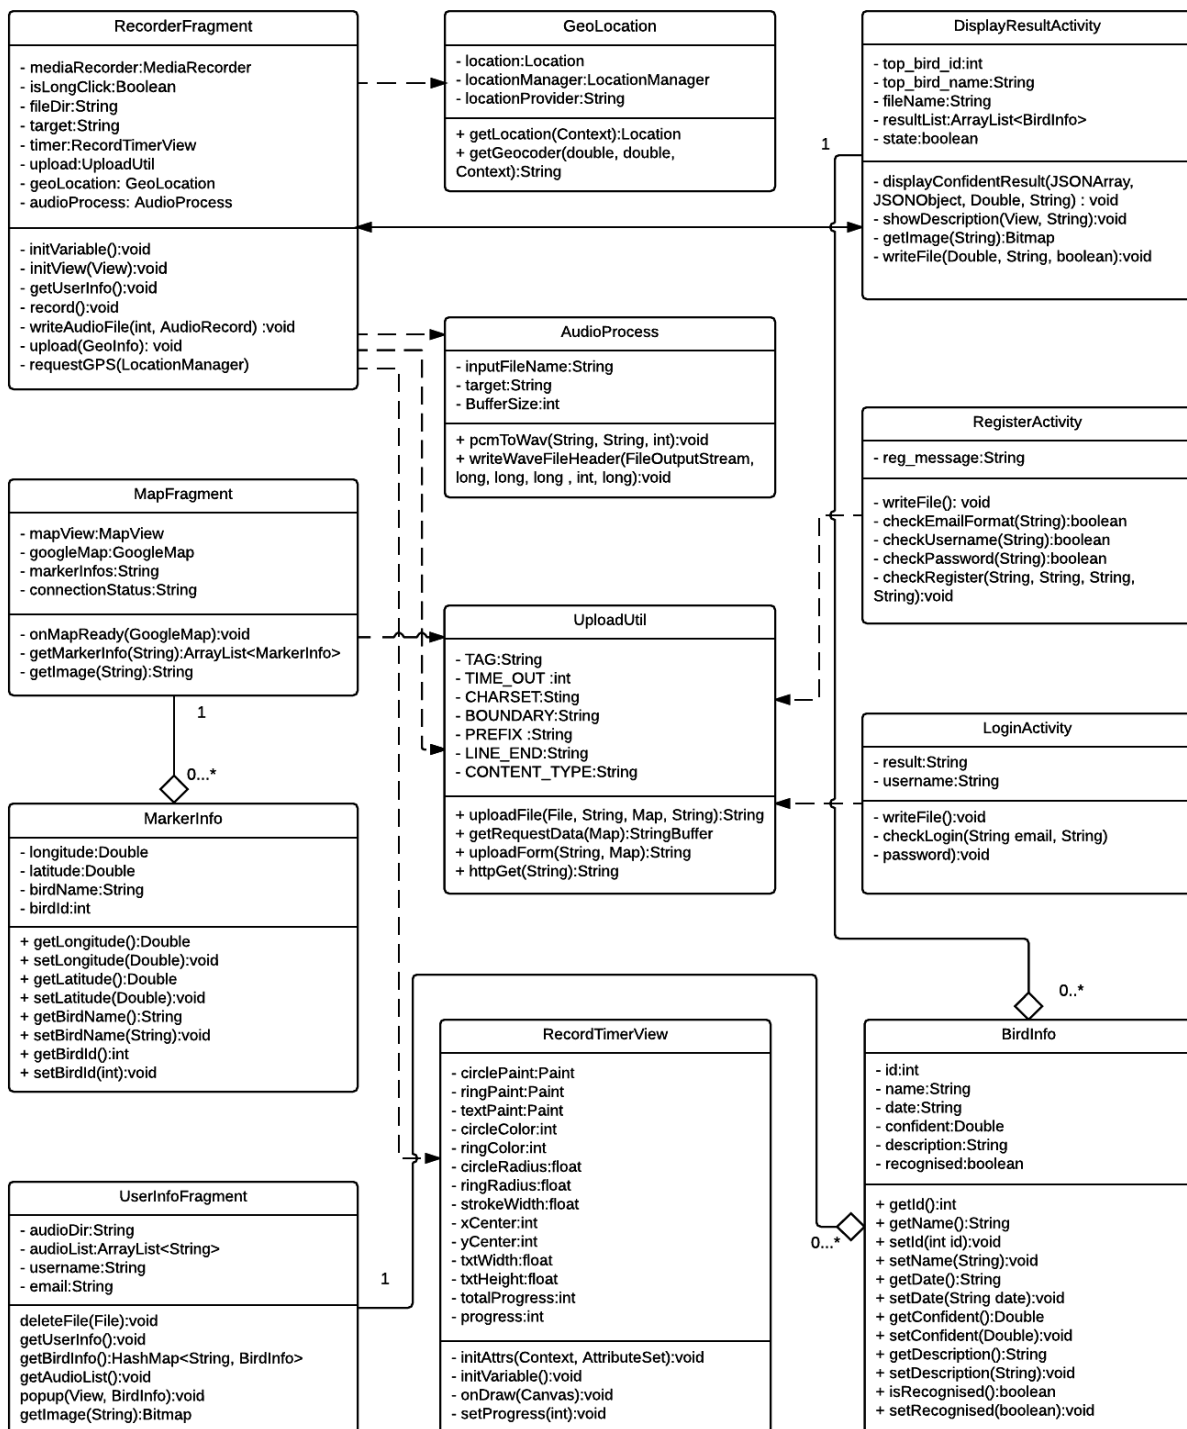 RecorderFragment
- mediaRecorder:MediaRecorder
- isLongClick:Boolean
- fileDir:String
- target:String
- timer:RecordTimerView
- upload:UploadUtil
- geoLocation: GeoLocation
- audioProcess: AudioProcess
- initVariable():void
- initView(View):void
- getUserInfo():void
- record():void
- writeAudioFile(int, AudioRecord) :void
- upload(GeoInfo): void
- requestGPS(LocationManager)
GeoLocation
- location:Location
- locationManager:LocationManager
- locationProvider:String
+ getLocation(Context):Location
+ getGeocoder(double, double,
Context):String
DisplayResultActivity
- top_bird_id:int
- top_bird_name:String
- fileName:String
- resultList:ArrayList<BirdInfo>
- state:boolean
- displayConfidentResult(JSONArray,
JSONObject, Double, String) : void
- showDescription(View, String):void
- getImage(String):Bitmap
- writeFile(Double, String, boolean):void
1
AudioProcess
- inputFileName:String
- target:String
- BufferSize:int
+ pcmToWav(String, String, int):void
+ writeWaveFileHeader(FileOutputStream,
long, long, long , int, long):void
RegisterActivity
- reg_message:String
- writeFile(): void
- checkEmailFormat(String):boolean
- checkUsername(String):boolean
- checkPassword(String):boolean
- checkRegister(String, String, String,
String):void
MapFragment
- mapView:MapView
- googleMap:GoogleMap
- markerInfos:String
- connectionStatus:String
- onMapReady(GoogleMap):void
- getMarkerInfo(String):ArrayList<MarkerInfo>
- getImage(String):String
1
0...*
UploadUtil
- TAG:String
- TIME_OUT :int
- CHARSET:Sting
- BOUNDARY:String
- PREFIX :String
- LINE_END:String
- CONTENT_TYPE:String
+ uploadFile(File, String, Map, String):String
+ getRequestData(Map):StringBuffer
+ uploadForm(String, Map):String
+ httpGet(String):String
LoginActivity
- result:String
- username:String
- writeFile():void
- checkLogin(String email, String)
- password):void
MarkerInfo
- longitude:Double
- latitude:Double
- birdName:String
- birdId:int
+ getLongitude():Double
+ setLongitude(Double):void
+ getLatitude():Double
+ setLatitude(Double):void
+ getBirdName():String
+ setBirdName(String):void
+ getBirdId():int
+ setBirdId(int):void
0..*
RecordTimerView
- circlePaint:Paint
- ringPaint:Paint
- textPaint:Paint
- circleColor:int
- ringColor:int
- circleRadius:float
- ringRadius:float
- strokeWidth:float
- xCenter:int
- yCenter:int
- txtWidth:float
- txtHeight:float
- totalProgress:int
- progress:int
- initAttrs(Context, AttributeSet):void
- initVariable():void
- onDraw(Canvas):void
- setProgress(int):void
BirdInfo
- id:int
- name:String
- date:String
- confident:Double
- description:String
- recognised:boolean
+ getId():int
+ getName():String
+ setId(int id):void
+ setName(String):void
+ getDate():String
+ setDate(String date):void
+ getConfident():Double
+ setConfident(Double):void
+ getDescription():String
+ setDescription(String):void
+ isRecognised():boolean
+ setRecognised(boolean):void
0...*
UserInfoFragment
- audioDir:String
- audioList:ArrayList<String>
- username:String
- email:String
deleteFile(File):void
getUserInfo():void
getBirdInfo():HashMap<String, BirdInfo>
getAudioList():void
popup(View, BirdInfo):void
getImage(String):Bitmap
1